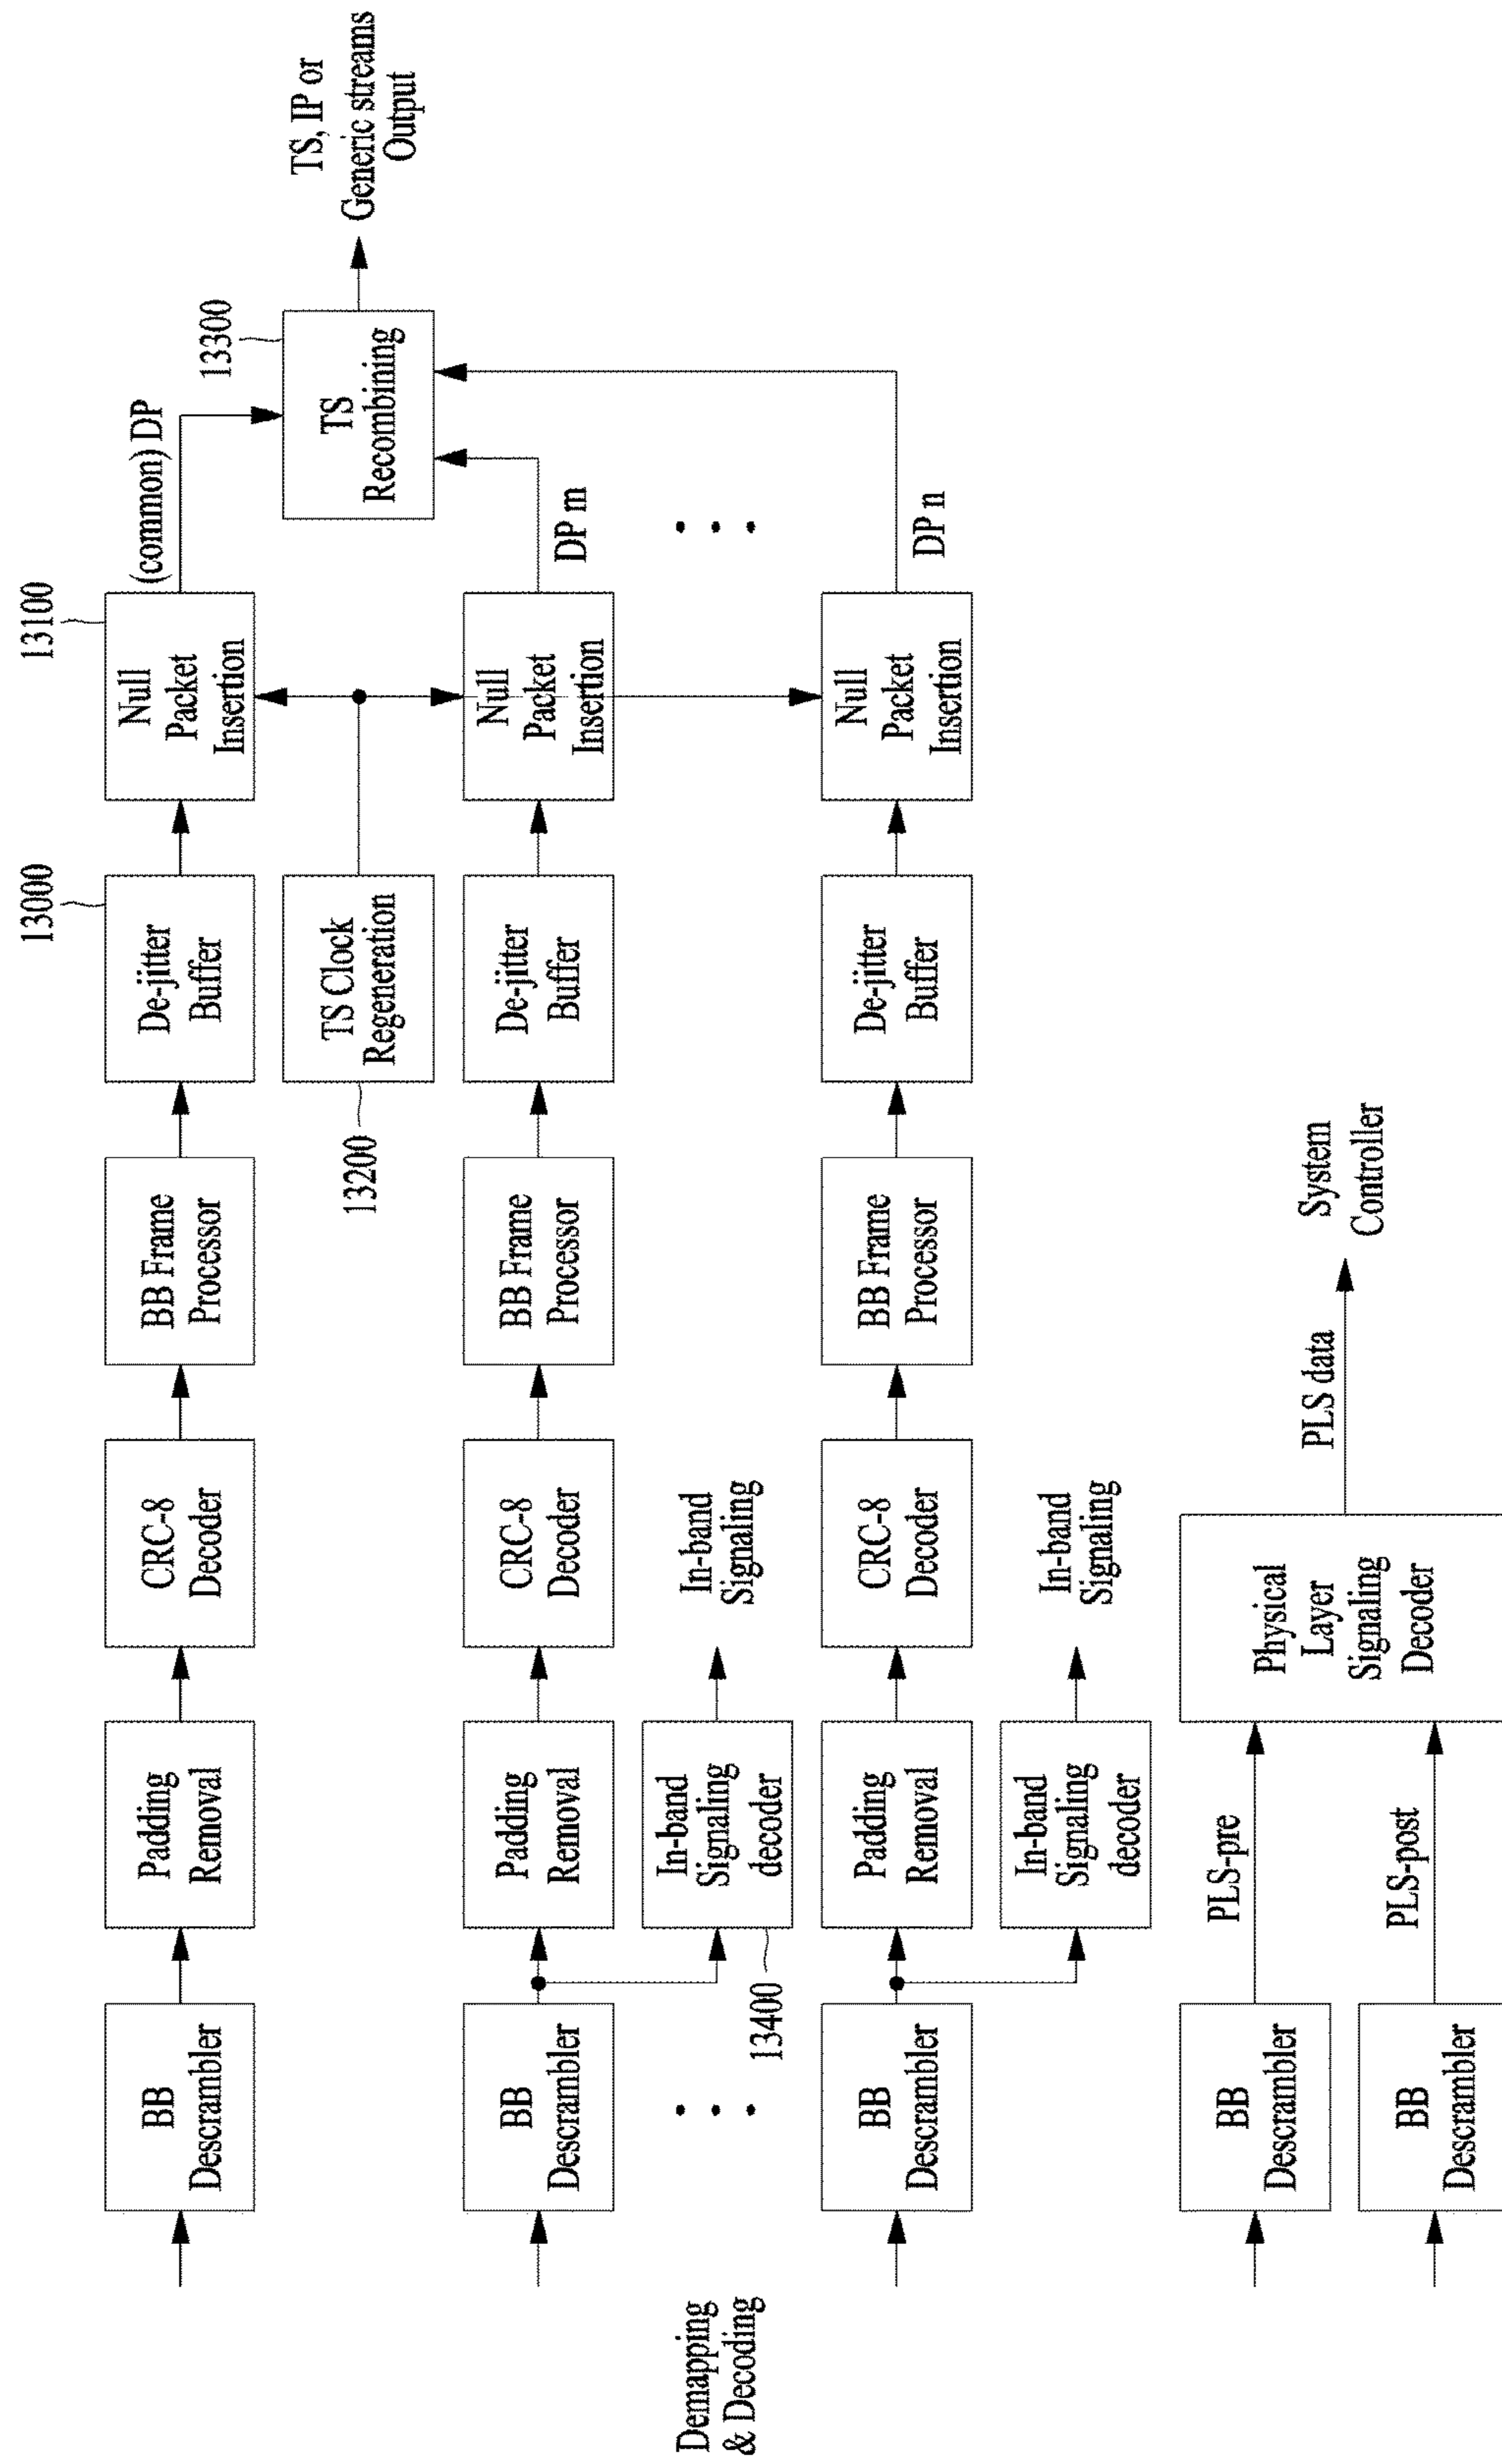 13000
13100
BB
Descrambler
Padding
Removal
CRC-8
Decoder
BB Frame
Processor
De-jitter
Buffer
Null
Packet
Insertion
(common) DP
13300
13200
TS Clock
Regeneration
TS
Recombining
TS, IP or
Generic streams
Output
BB
Descrambler
Padding
Removal
CRC-8
Decoder
BB Frame
Processor
De-jitter
Buffer
Null
Packet
Insertion
DP m
Demapping
& Decoding
13400
In-band
Signaling
decoder
In-band
Signaling
BB
Descrambler
Padding
Removal
CRC-8
Decoder
BB Frame
Processor
De-jitter
Buffer
Null
Packet
Insertion
DP n
In-band
Signaling
decoder
In-band
Signaling
BB
Descrambler
PLS-pre
BB
Descrambler
PLS-post
Physical
Layer
Signaling
Decoder
PLS data
System
Controller